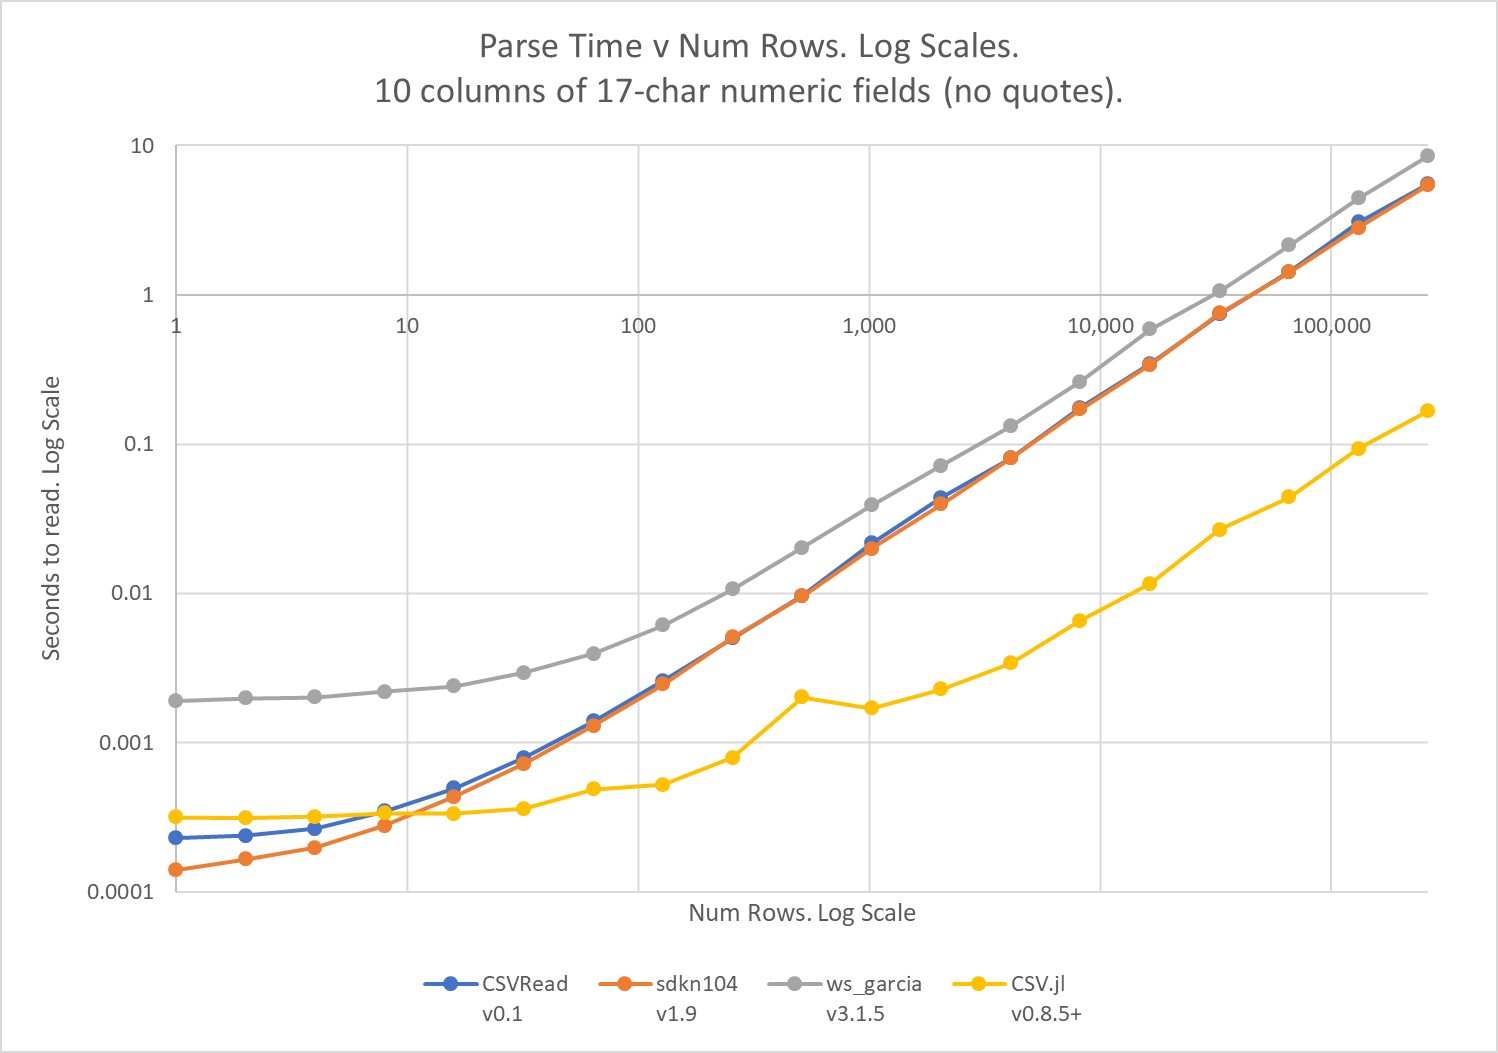 Parse Time v Num Rows. Log Scales.
10 columns of 17-char numeric fields (no quotes).
Seconds to read. Log Scale
10
1
0.1
0.01
0.001
0.0001
1 10 100 1,000 10,000 100,000
Num Rows. Log Scale
CSVRead sdkn104 ws_garcia CSV.jl
v0.1 v1.9 v3.1.5 v0.8.5+